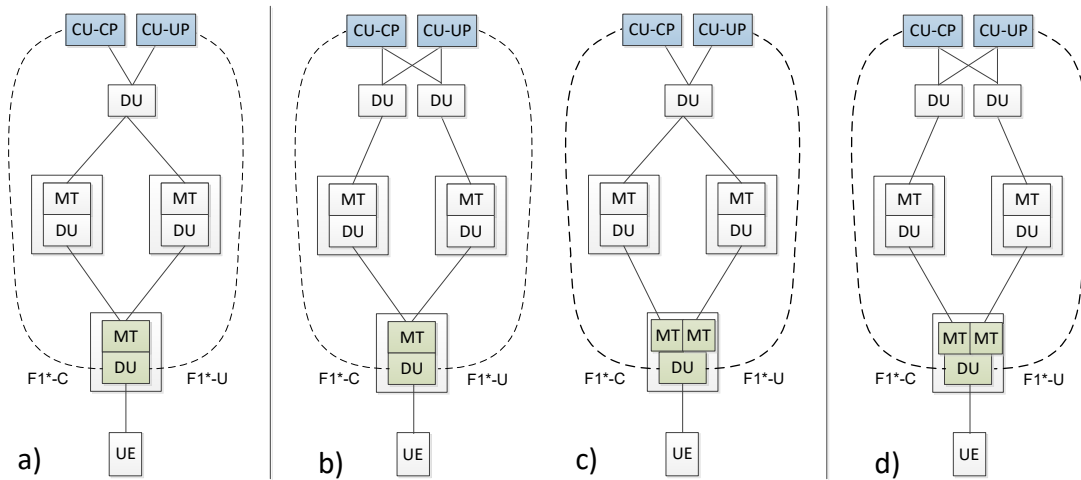 CU-CP CU-UP CU-CP CU-UP CU-CP CU-UP CU-CP CU-UP
DU DU DU DU DU DU
MT MT MT MT MT MT MT MT
DU DU DU DU DU DU DU DU
MT MT MT MT MT MT
DU DU DU DU
F1*-C F1*-U F1*-C F1*-U F1*-C F1*-U F1*-C F1*-U
a) UE b) UE c) UE d) UE